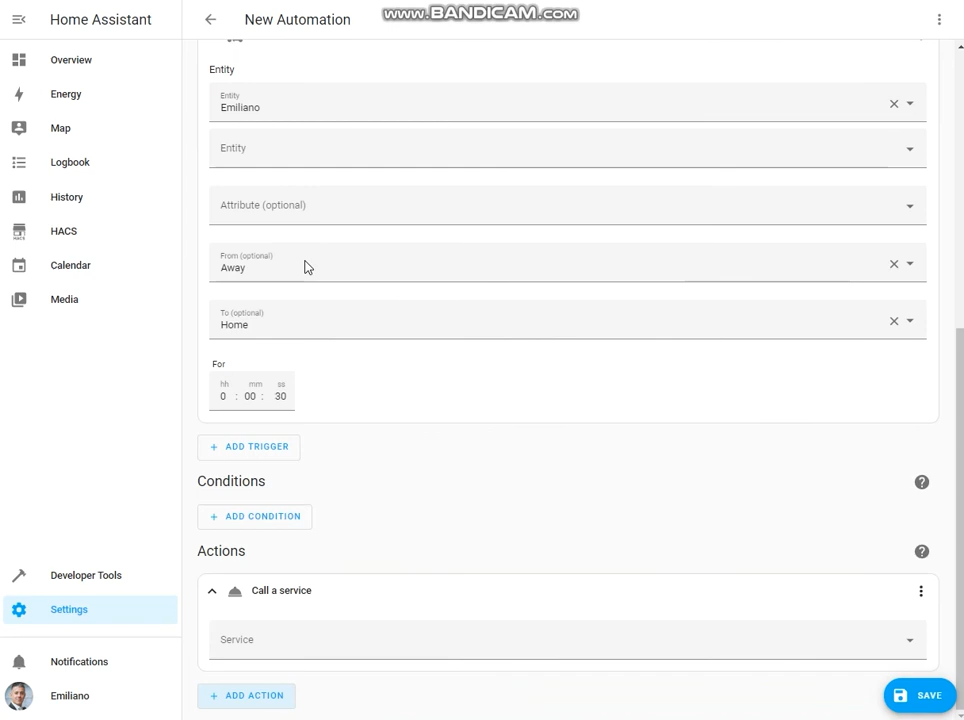 Home Assistant
New Automation
www.BANDICAM.com
Overview
Energy
Map
Logbook
History
HACS
HACS
Calendar
Media
Developer Tools
Settings
Notifications
Emiliano
Entity
Entity
Emiliano
Entity
Attribute (optional)
From (optional)
Away
To (optional)
Home
For
hh mm ss
0 : 00 : 30
+ ADD TRIGGER
Conditions
+ ADD CONDITION
Actions
Call a service
Service
+ ADD ACTION
SAVE